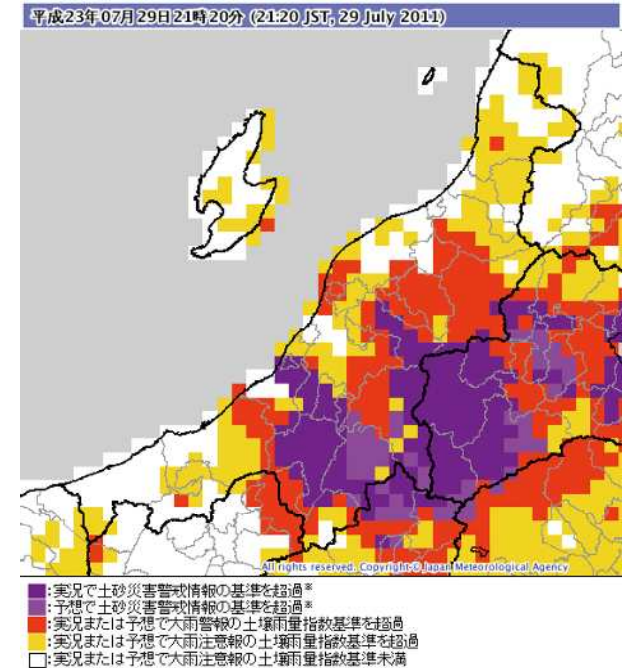 平成23年07月29日21時20分 (21:20 JST, 29 July 2011)
All rights reserved. Copyright © Japan Meteorological Agency
:実況で土砂災害警戒情報の基準を超過※
:予想で土砂災害警戒情報の基準を超過※
:実況または予想で大雨警報の土壌雨量指数基準を超過
:実況または予想で大雨注意報の土壌雨量指数基準を超過
:実況または予想で大雨注意報の土壌雨量指数基準未満